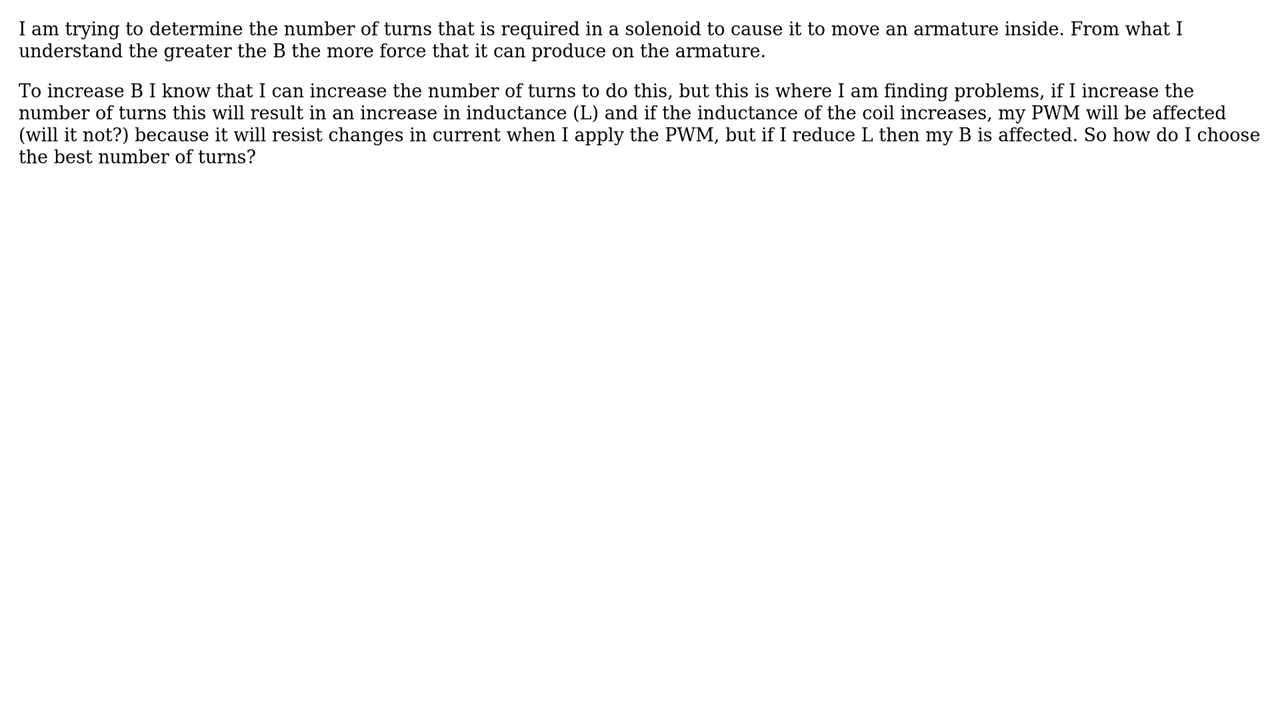 I am trying to determine the number of turns that is required in a solenoid to cause it to move an armature inside. From what I
understand the greater the B the more force that it can produce on the armature.
To increase B I know that I can increase the number of turns to do this, but this is where I am finding problems, if I increase the
number of turns this will result in an increase in inductance (L) and if the inductance of the coil increases, my PWM will be affected
(will it not?) because it will resist changes in current when I apply the PWM, but if I reduce L then my B is affected. So how do I choose
the best number of turns?